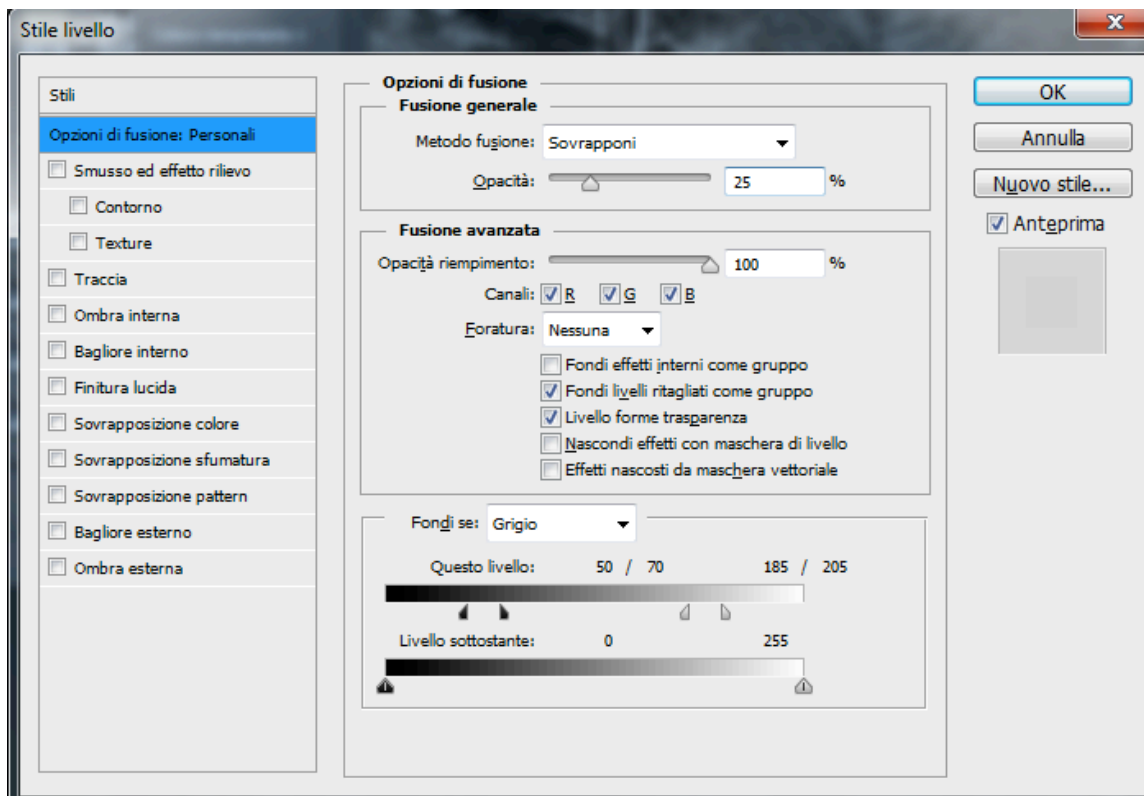 Stile livello
Stili
Opzioni di fusione: Personali
Smusso ed effetto rilievo
Contorno
Texture
Traccia
Ombra interna
Bagliore interno
Finitura lucida
Sovrapposizione colore
Sovrapposizione sfumatura
Sovrapposizione pattern
Bagliore esterno
Ombra esterna
Opzioni di fusione
Fusione generale
Metodo fusione: Sovrapponi
Opacità: 25 %
Fusione avanzata
Opacità riempimento: 100 %
Canali: R G B
Foratura: Nessuna
Fondi effetti interni come gruppo
Fondi livelli ritagliati come gruppo
Livello forme trasparenza
Nascondi effetti con maschera di livello
Effetti nascosti da maschera vettoriale
Fondi se: Grigio
Questo livello: 50 / 70 185 / 205
Livello sottostante: 0 255
OK
Annulla
Nuovo stile...
Anteprima